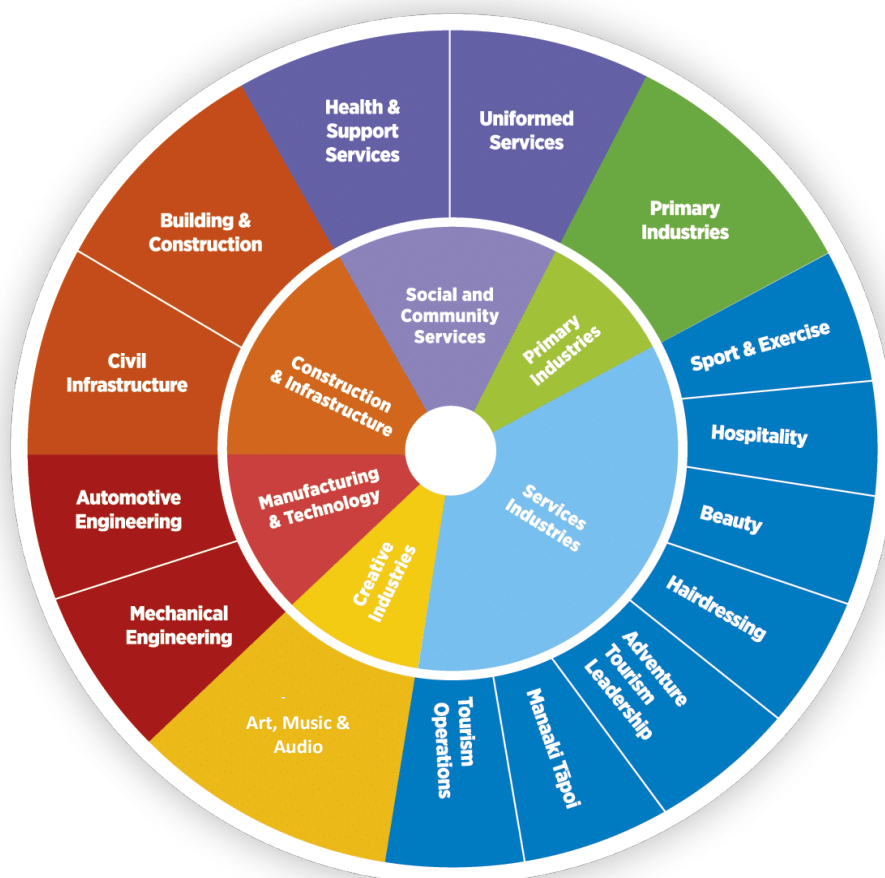 Health &
Support
Services
Uniformed
Services
Primary
Industries
Sport & Exercise
Hospitality
Beauty
Hairdressing
Adventure
Tourism
Leadership
Manaaki Tāpoi
Tourism
Operations
Art, Music &
Audio
Mechanical
Engineering
Automotive
Engineering
Civil
Infrastructure
Building &
Construction
Social and
Community
Services
Primary
Industries
Services
Industries
Creative
Industries
Manufacturing
& Technology
Construction
& Infrastructure